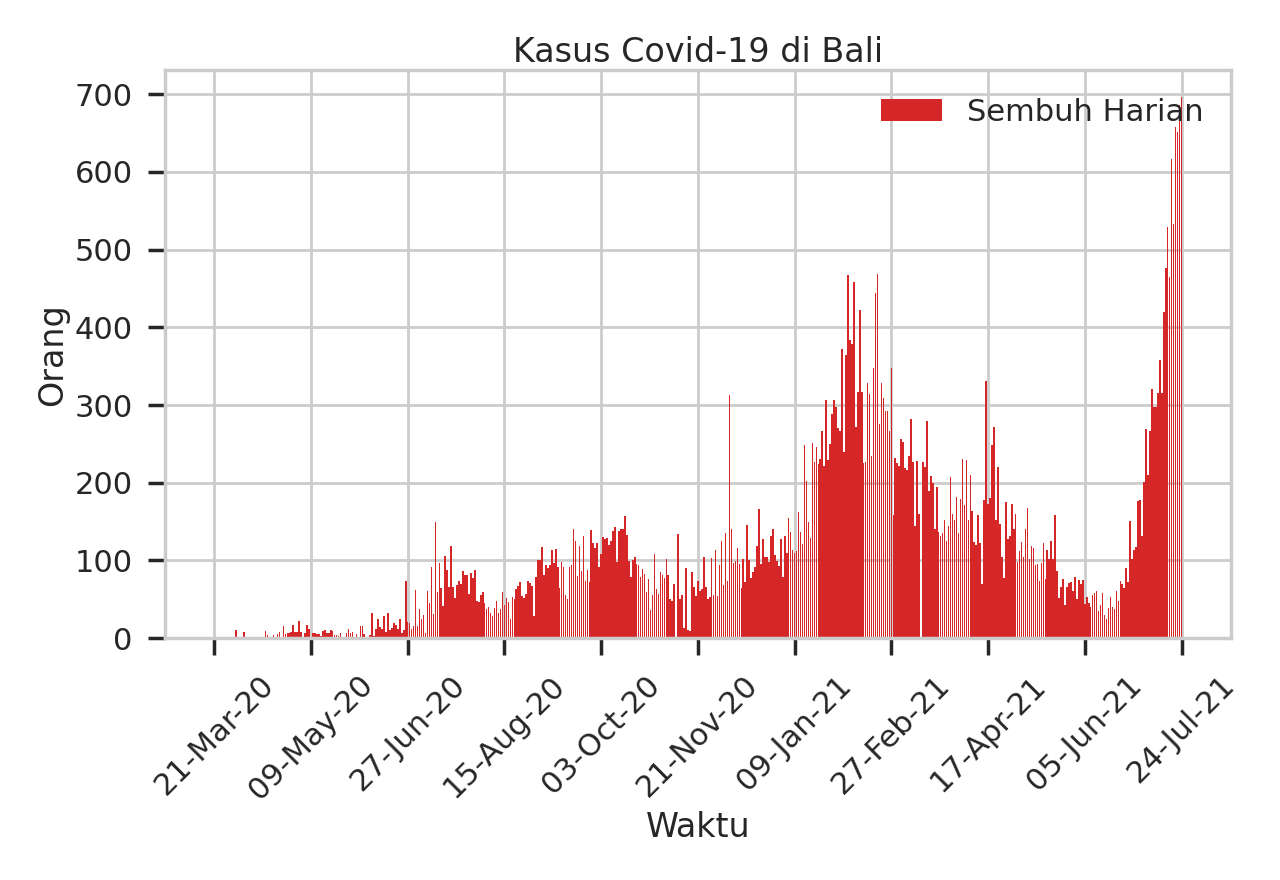 Kasus Covid-19 di Bali
Sembuh Harian
Orang
700
600
500
400
300
200
100
0
21-Mar-20
09-May-20
27-Jun-20
15-Aug-20
03-Oct-20
21-Nov-20
09-Jan-21
27-Feb-21
17-Apr-21
05-Jun-21
24-Jul-21
Waktu